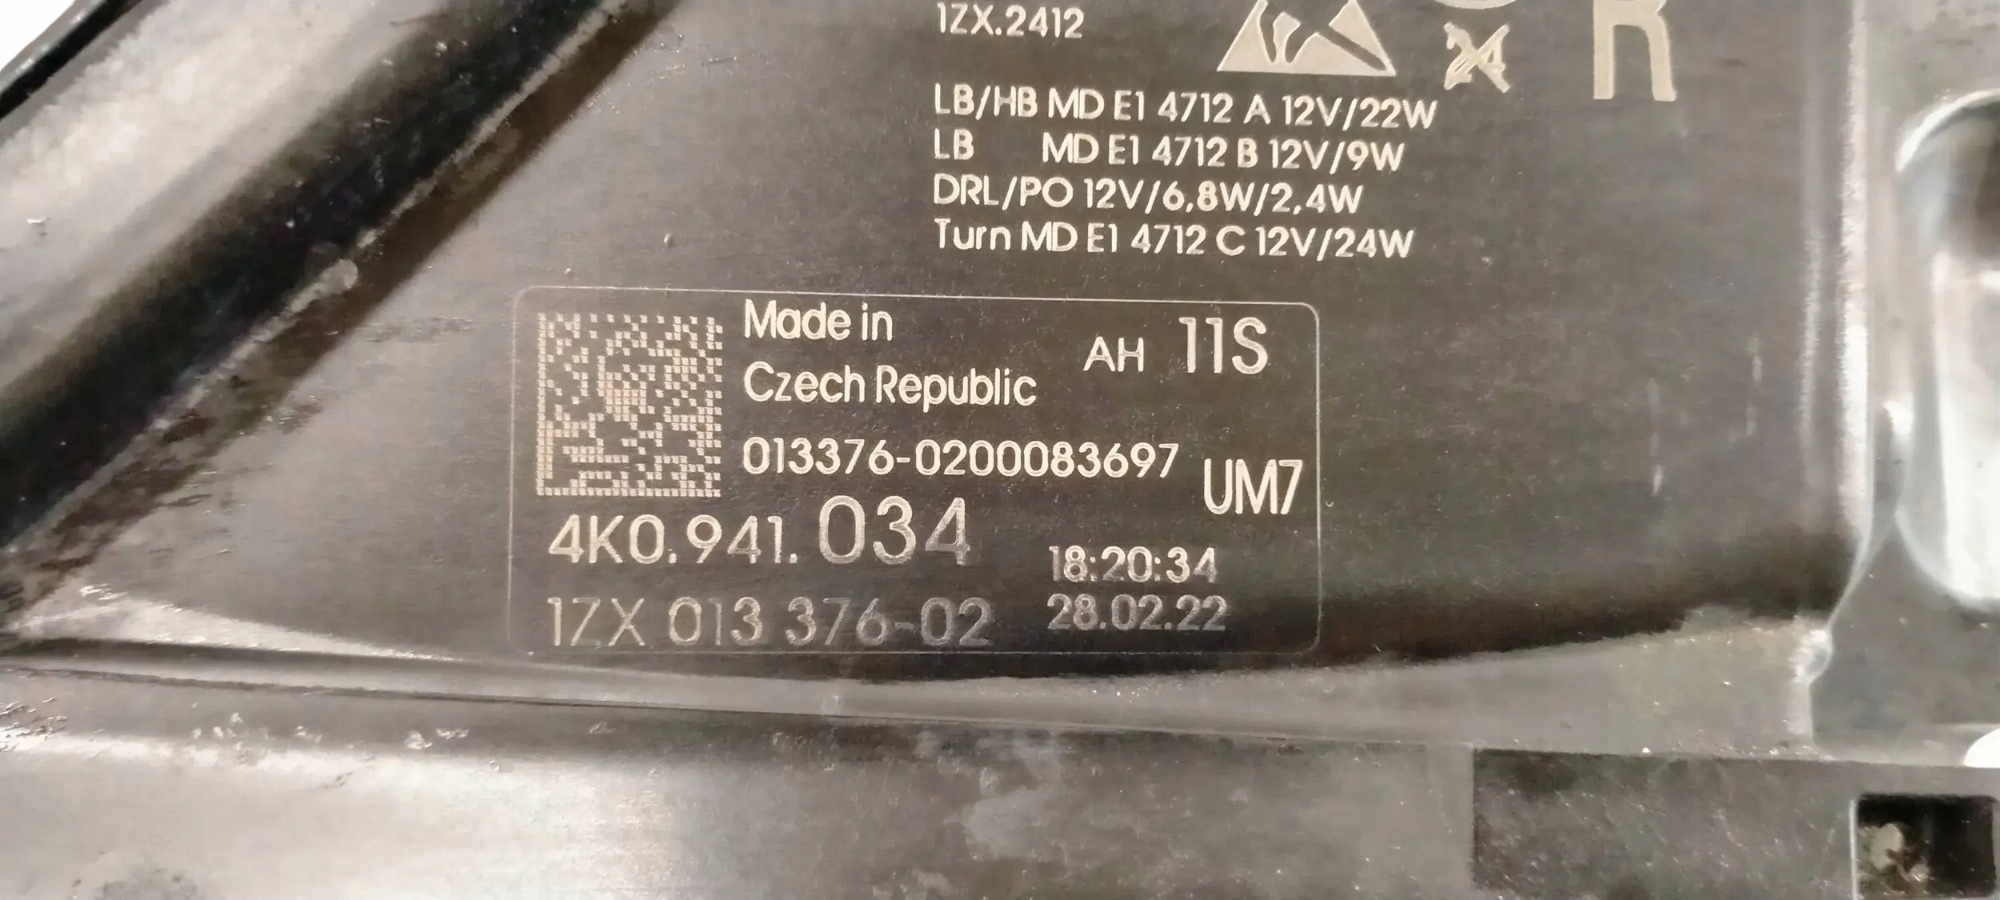 1ZX.2412
24
R
LB/HB MD E1 4712 A 12V/22W
LB MD E1 4712 B 12V/9W
DRL/PO 12V/6,8W/2,4W
Turn MD E1 4712 C 12V/24W
Made in
Czech Republic
AH 11S
013376-0200083697
UM7
4K0.941.034
18:20:34
1ZX 013 376-02
28.02.22